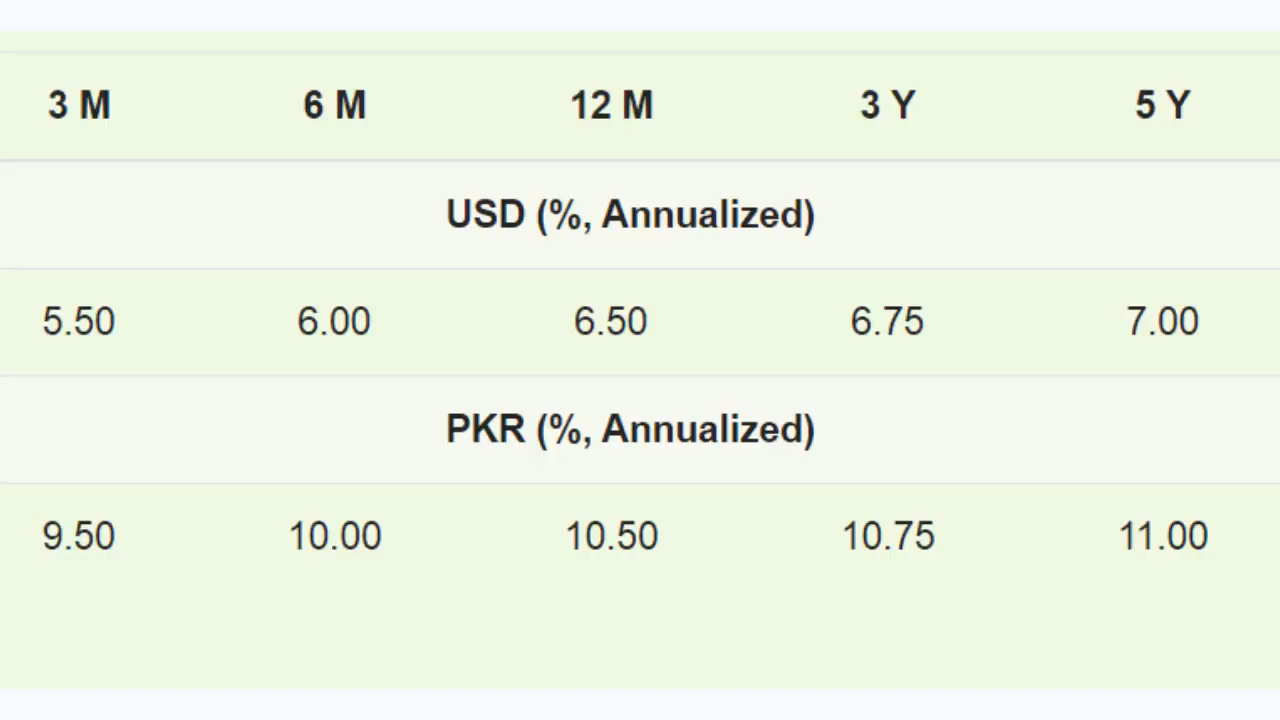 3 M 6 M 12 M 3 Y 5 Y
USD (%, Annualized)
5.50 6.00 6.50 6.75 7.00
PKR (%, Annualized)
9.50 10.00 10.50 10.75 11.00